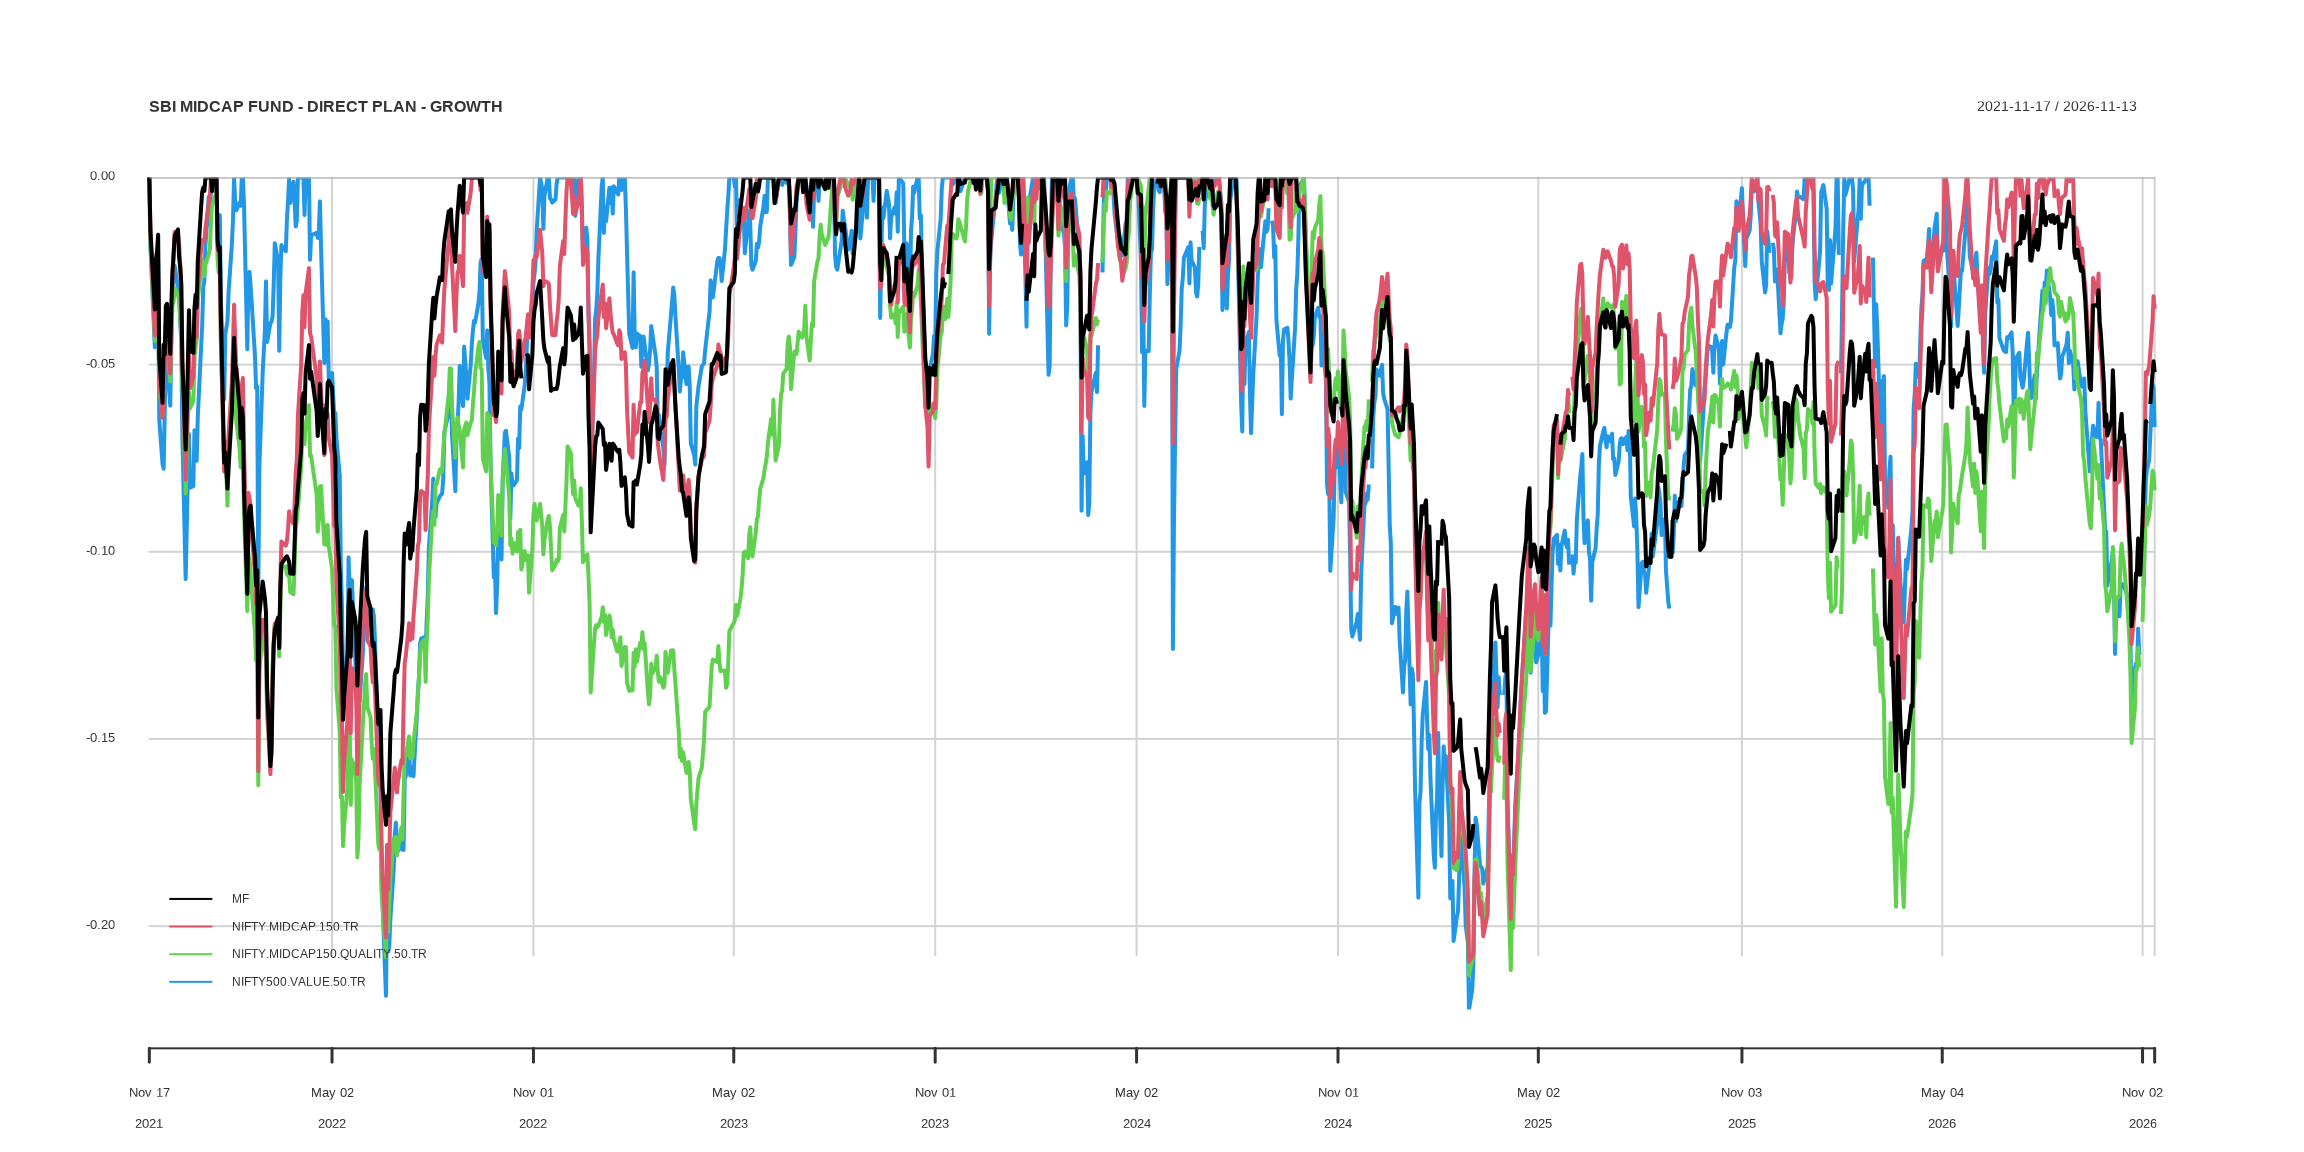 SBI MIDCAP FUND - DIRECT PLAN - GROWTH
2021-11-17 / 2026-11-13
0.00
-0.05
-0.10
-0.15
-0.20
MF
NIFTY.MIDCAP.150.TR
NIFTY.MIDCAP150.QUALITY.50.TR
NIFTY500.VALUE.50.TR
Nov 17 May 02 Nov 01 May 02 Nov 01 May 02 Nov 01 May 02 Nov 03 May 04 Nov 02
2021 2022 2022 2023 2023 2024 2024 2025 2025 2026 2026